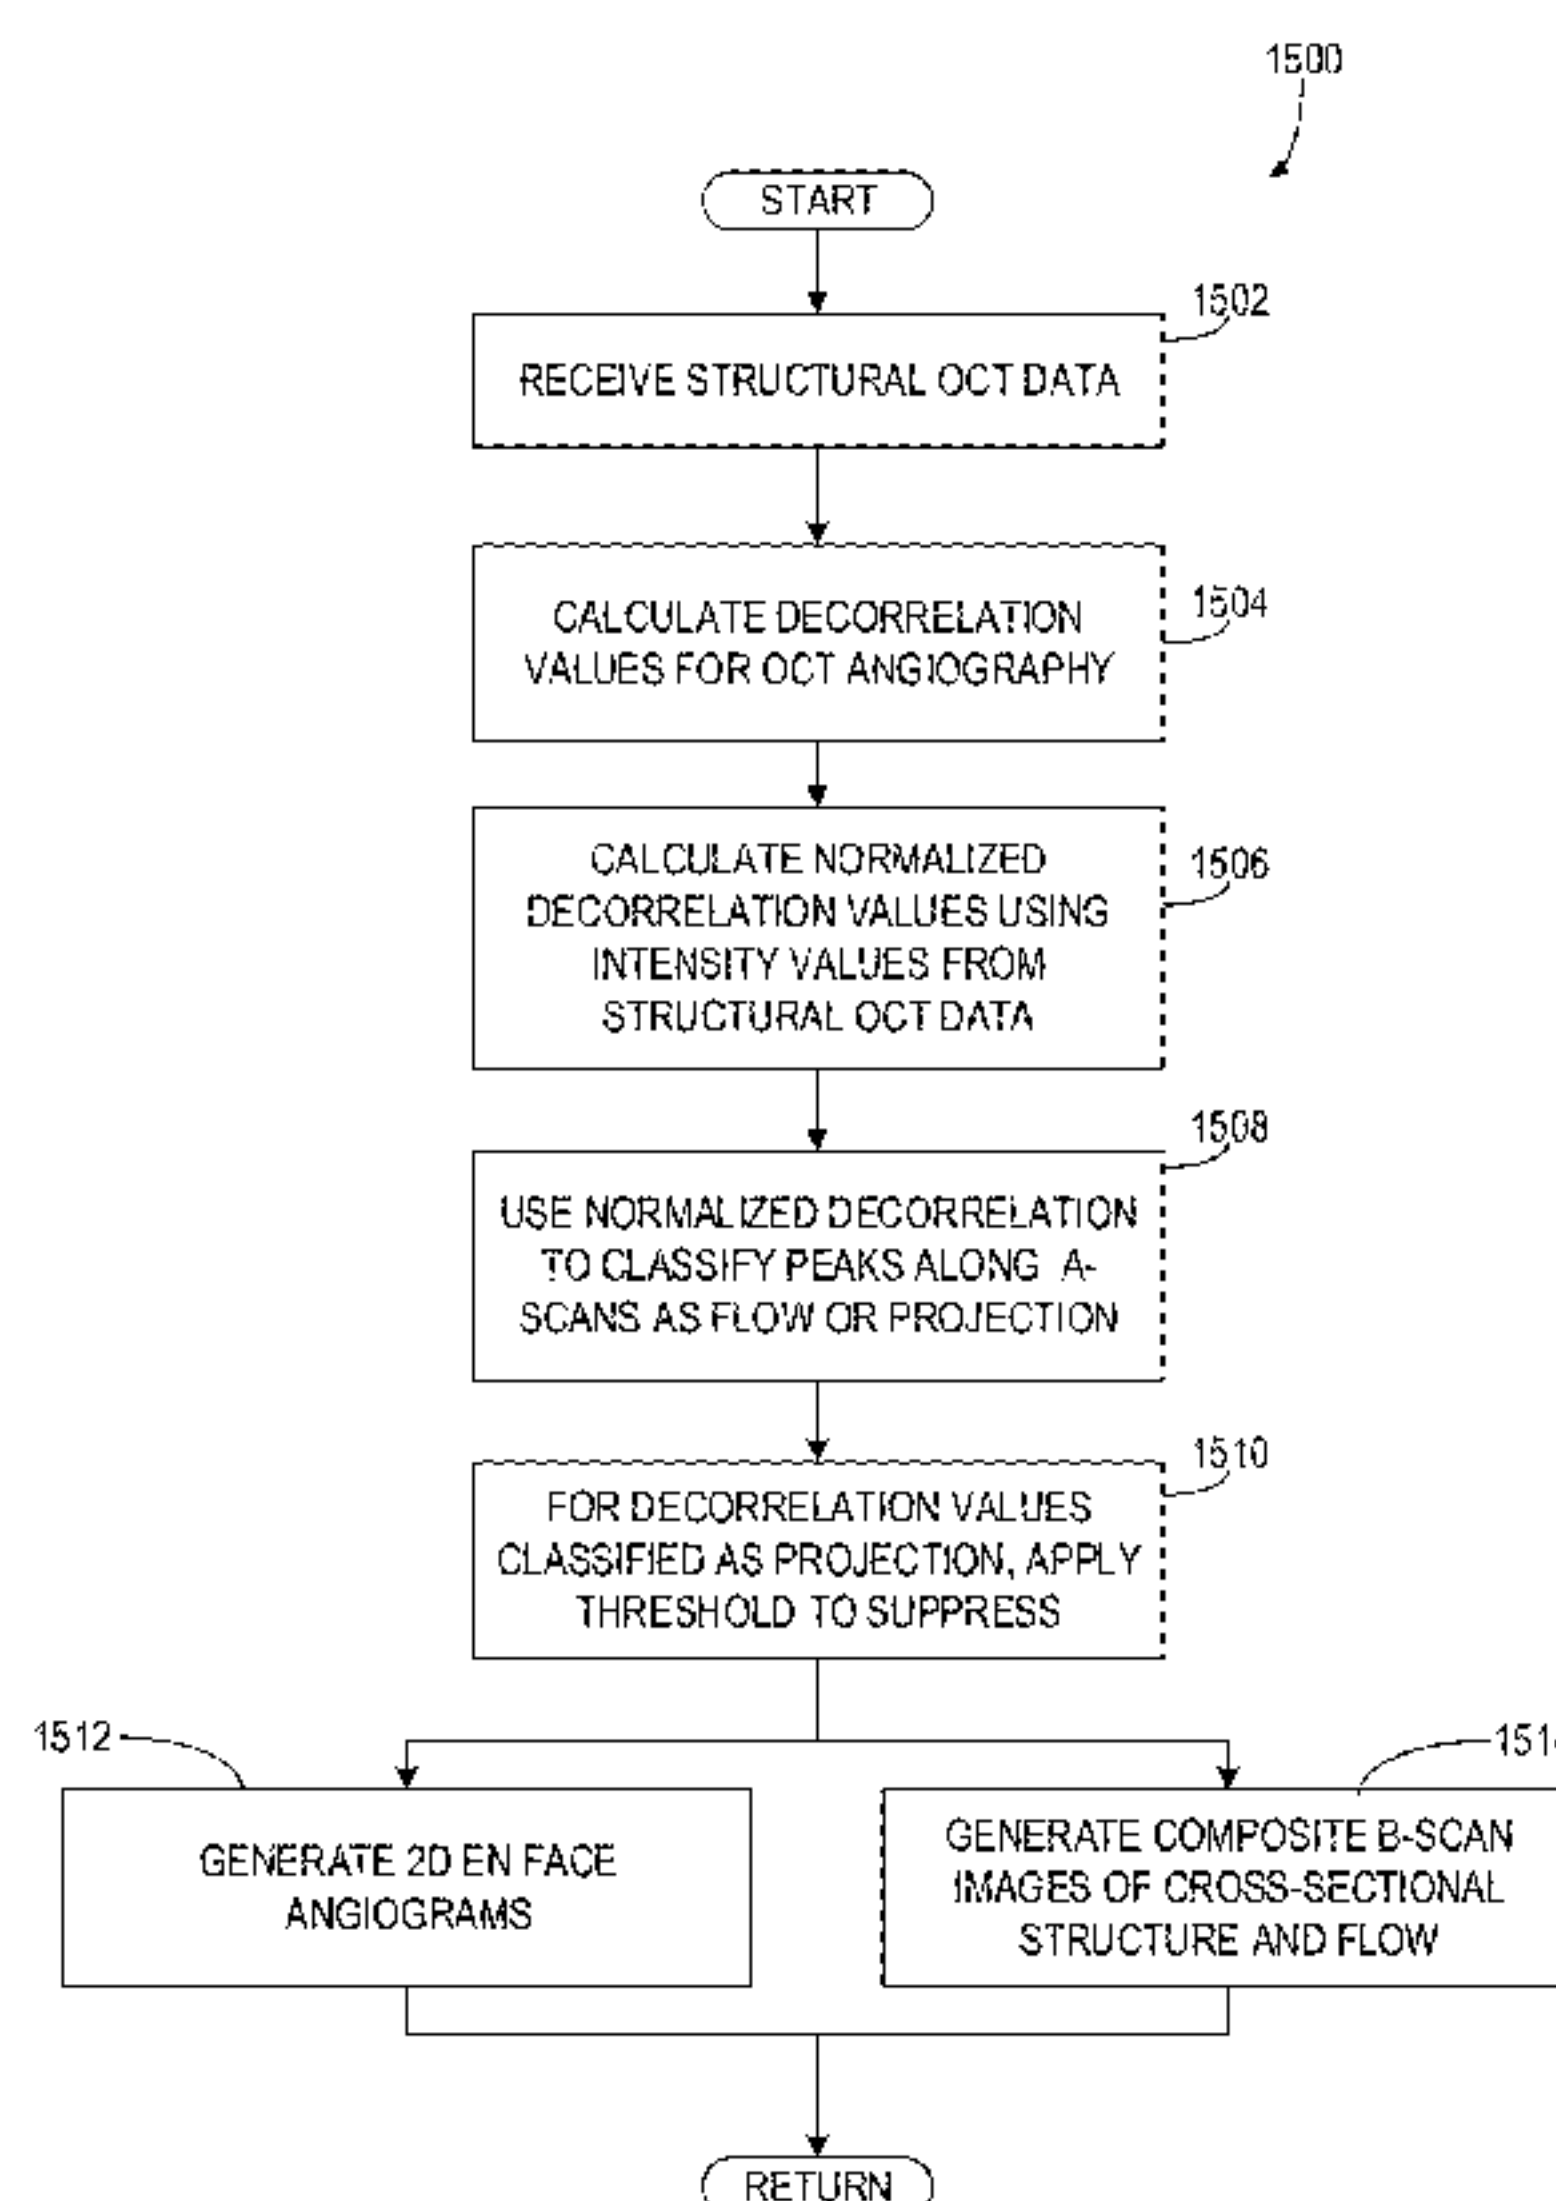 1500
START
1502
RECEIVE STRUCTURAL OCT DATA
1504
CALCULATE DECORRELATION
VALUES FOR OCT ANGIOGRAPHY
1506
CALCULATE NORMALIZED
DECORRELATION VALUES USING
INTENSITY VALUES FROM
STRUCTURAL OCT DATA
1508
USE NORMALIZED DECORRELATION
TO CLASSIFY PEAKS ALONG A-
SCANS AS FLOW OR PROJECTION
1510
FOR DECORRELATION VALUES
CLASSIFIED AS PROJECTION, APPLY
THRESHOLD TO SUPPRESS
1512
GENERATE 2D EN FACE
ANGIOGRAMS
GENERATE COMPOSITE B-SCAN
IMAGES OF CROSS-SECTIONAL
STRUCTURE AND FLOW
RETURN